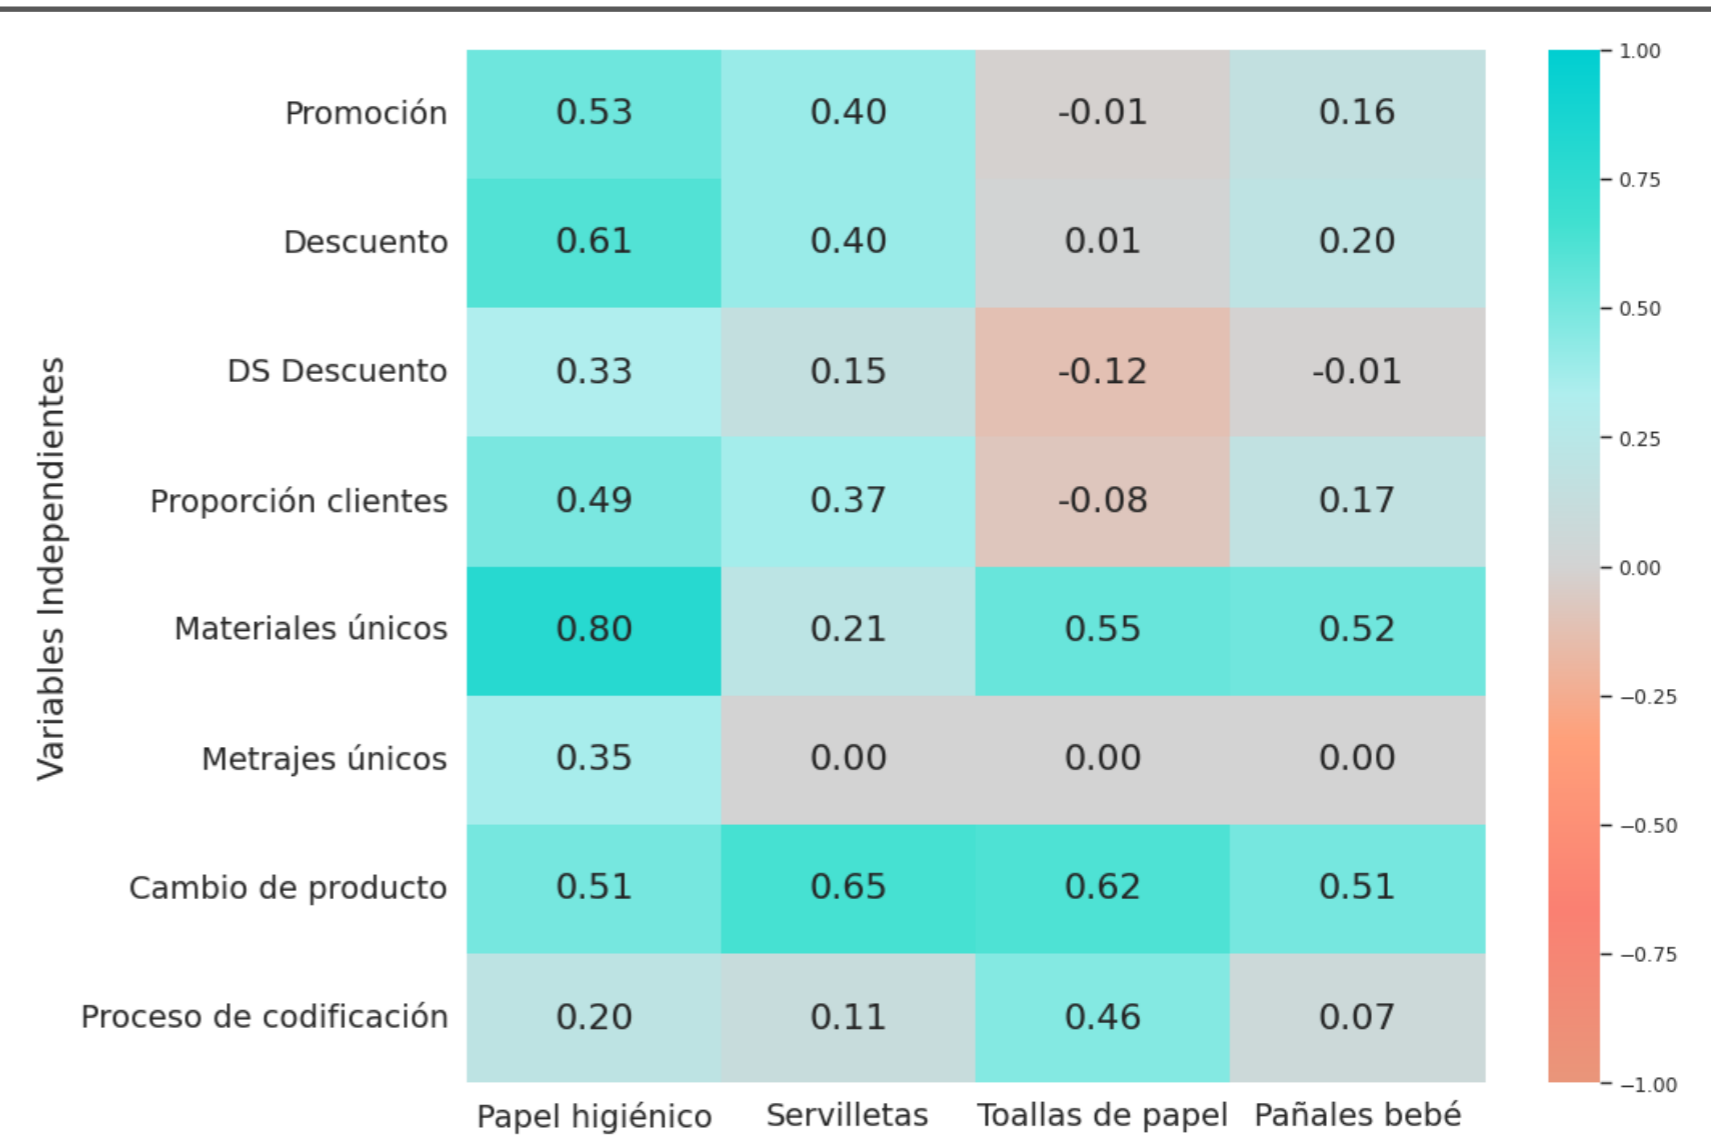 Variables Independientes
Promoción 0.53 0.40 -0.01 0.16
Descuento 0.61 0.40 0.01 0.20
DS Descuento 0.33 0.15 -0.12 -0.01
Proporción clientes 0.49 0.37 -0.08 0.17
Materiales únicos 0.80 0.21 0.55 0.52
Metrajes únicos 0.35 0.00 0.00 0.00
Cambio de producto 0.51 0.65 0.62 0.51
Proceso de codificación 0.20 0.11 0.46 0.07
Papel higiénico Servilletas Toallas de papel Pañales bebé
1.00
0.75
0.50
0.25
0.00
−0.25
−0.50
−0.75
−1.00